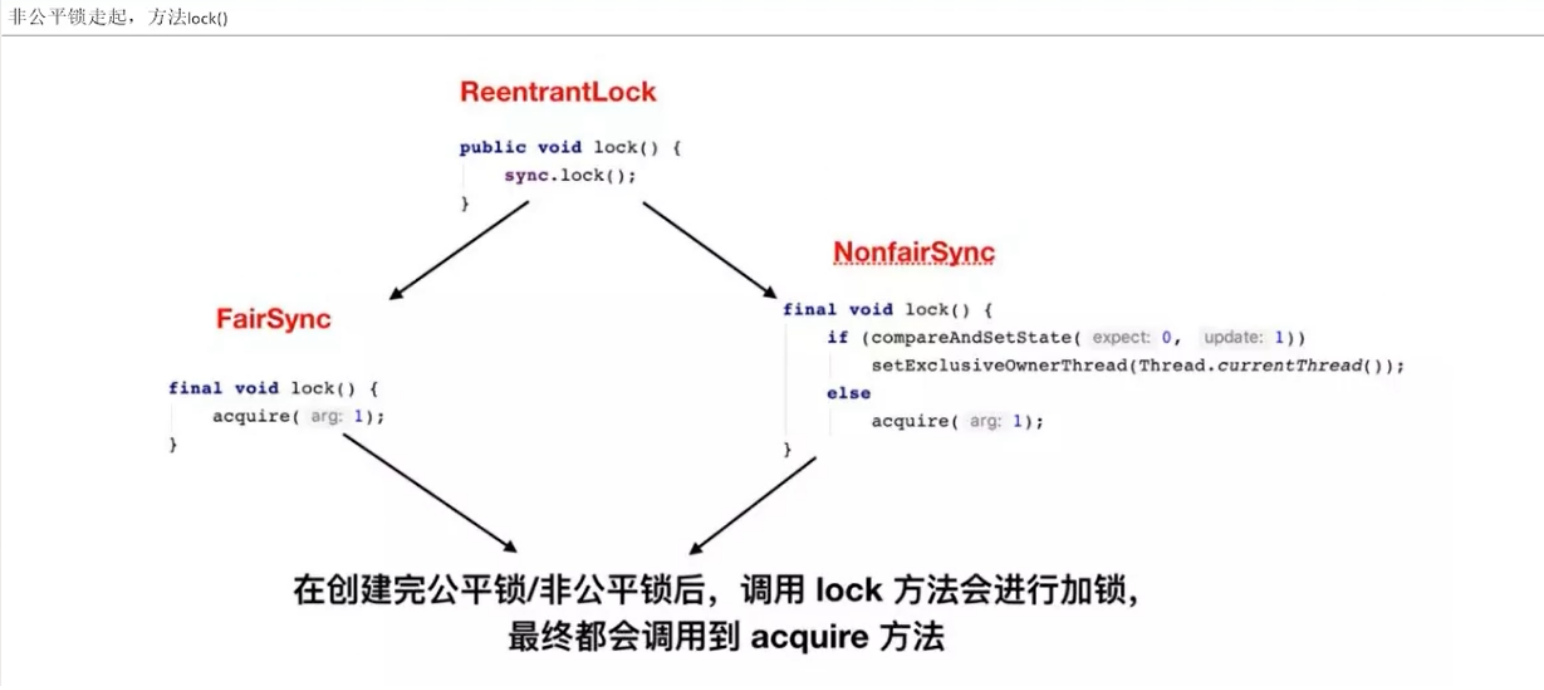 非公平锁走起，方法lock()
ReentrantLock
public void lock() {
sync.lock();
}
NonfairSync
final void lock() {
if (compareAndSetState( expect: 0, update: 1))
setExclusiveOwnerThread(Thread.currentThread());
else
acquire( arg: 1);
}
FairSync
final void lock() {
acquire( arg: 1);
}
在创建完公平锁/非公平锁后，调用 lock 方法会进行加锁，
最终都会调用到 acquire 方法